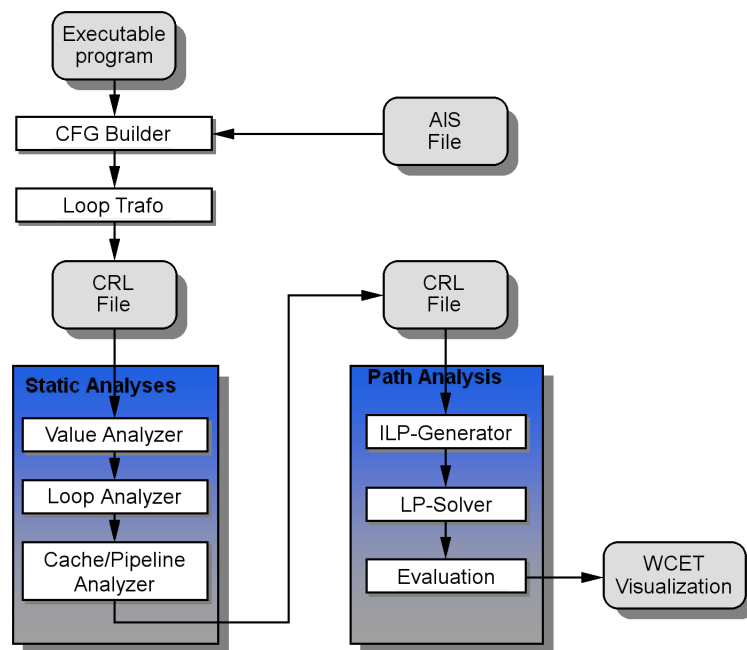 Executable
program
CFG Builder
AIS
File
Loop Trafo
CRL
File
CRL
File
Static Analyses
Value Analyzer
Loop Analyzer
Cache/Pipeline
Analyzer
Path Analysis
ILP-Generator
LP-Solver
Evaluation
WCET
Visualization